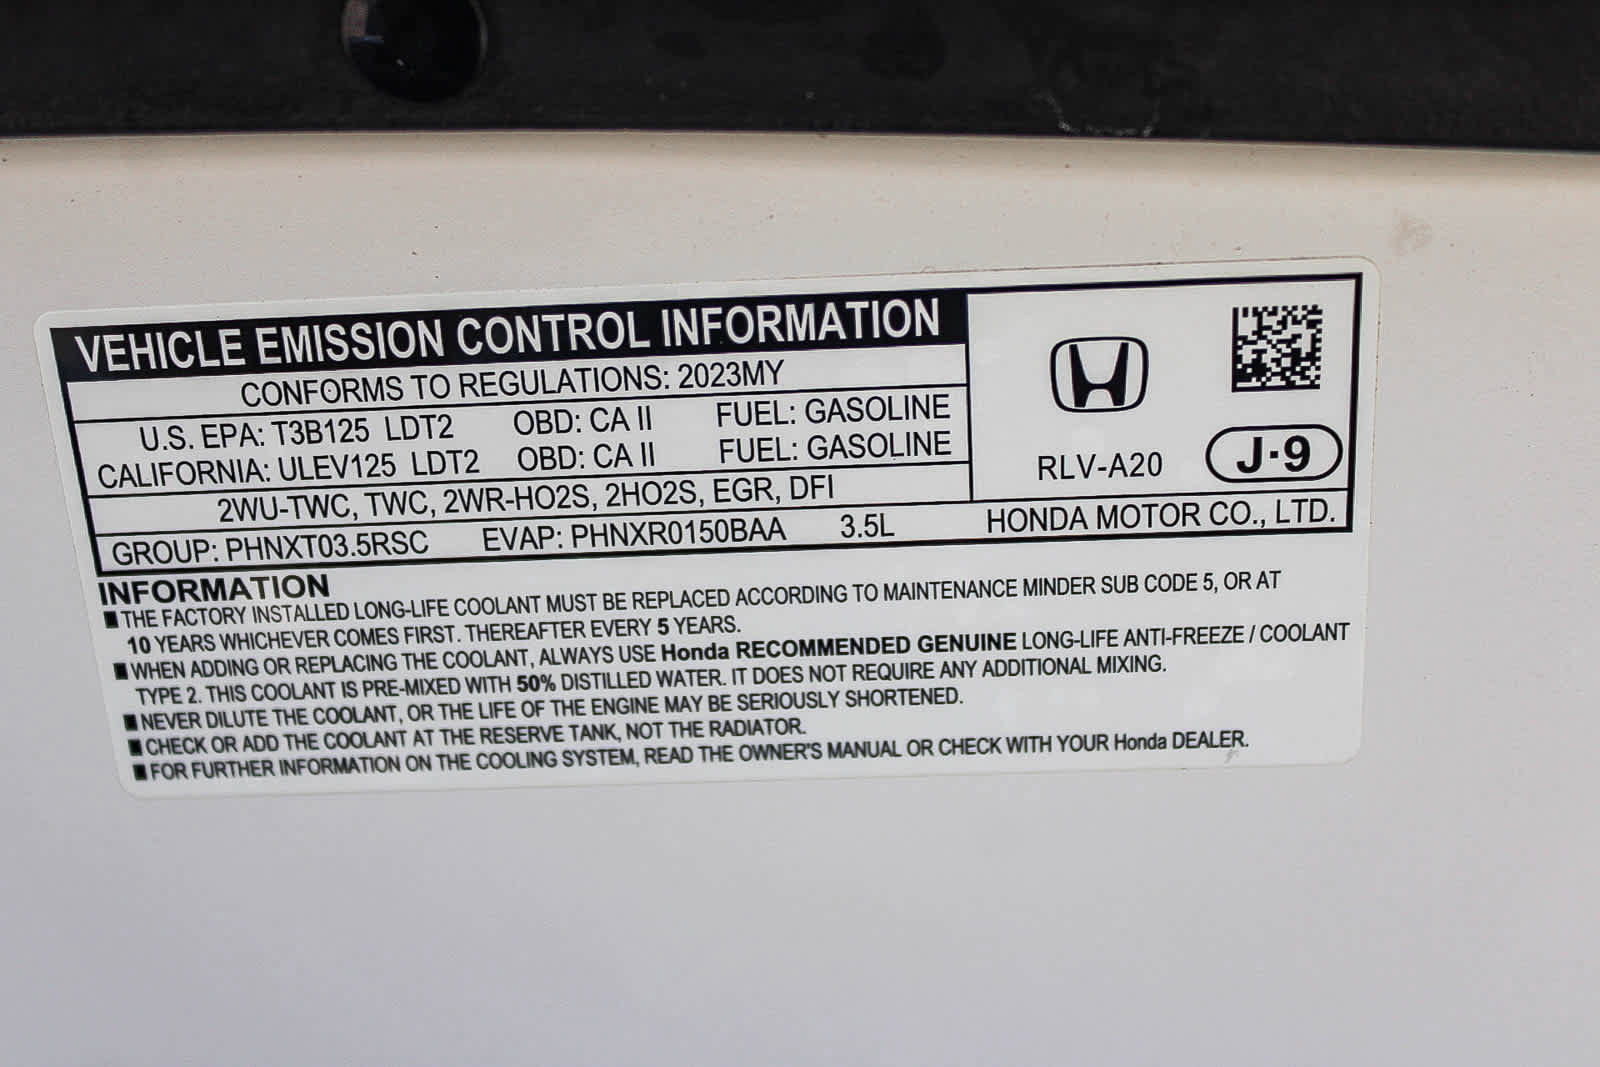 VEHICLE EMISSION CONTROL INFORMATION
CONFORMS TO REGULATIONS: 2023MY
U.S. EPA: T3B125 LDT2 OBD: CA II FUEL: GASOLINE
CALIFORNIA: ULEV125 LDT2 OBD: CA II FUEL: GASOLINE
2WU-TWC, TWC, 2WR-HO2S, 2HO2S, EGR, DFI
GROUP: PHNXT03.5RSC EVAP: PHNXR0150BAA 3.5L
RLV-A20 J·9
HONDA MOTOR CO., LTD.
INFORMATION
■ THE FACTORY INSTALLED LONG-LIFE COOLANT MUST BE REPLACED ACCORDING TO MAINTENANCE MINDER SUB CODE 5, OR AT
10 YEARS WHICHEVER COMES FIRST. THEREAFTER EVERY 5 YEARS.
■ WHEN ADDING OR REPLACING THE COOLANT, ALWAYS USE Honda RECOMMENDED GENUINE LONG-LIFE ANTI-FREEZE / COOLANT
TYPE 2. THIS COOLANT IS PRE-MIXED WITH 50% DISTILLED WATER. IT DOES NOT REQUIRE ANY ADDITIONAL MIXING.
■ NEVER DILUTE THE COOLANT, OR THE LIFE OF THE ENGINE MAY BE SERIOUSLY SHORTENED.
■ CHECK OR ADD THE COOLANT AT THE RESERVE TANK, NOT THE RADIATOR.
■ FOR FURTHER INFORMATION ON THE COOLING SYSTEM, READ THE OWNER'S MANUAL OR CHECK WITH YOUR Honda DEALER.